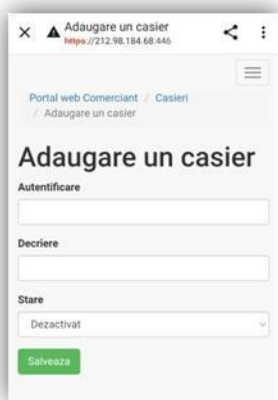 Adaugare un casier
https://212.98.184.68:446
Portal web Comerciant / Casieri
/ Adaugare un casier
Adaugare un casier
Autentificare
Decriere
Stare
Dezactivat
Salveaza